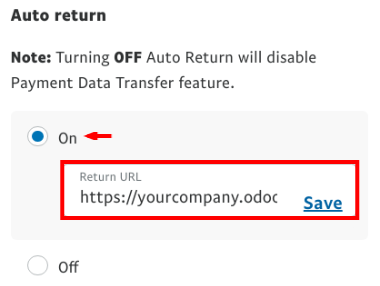 Auto return
Note: Turning OFF Auto Return will disable
Payment Data Transfer feature.
On
Return URL
https://yourcompany.odoc
Save
Off